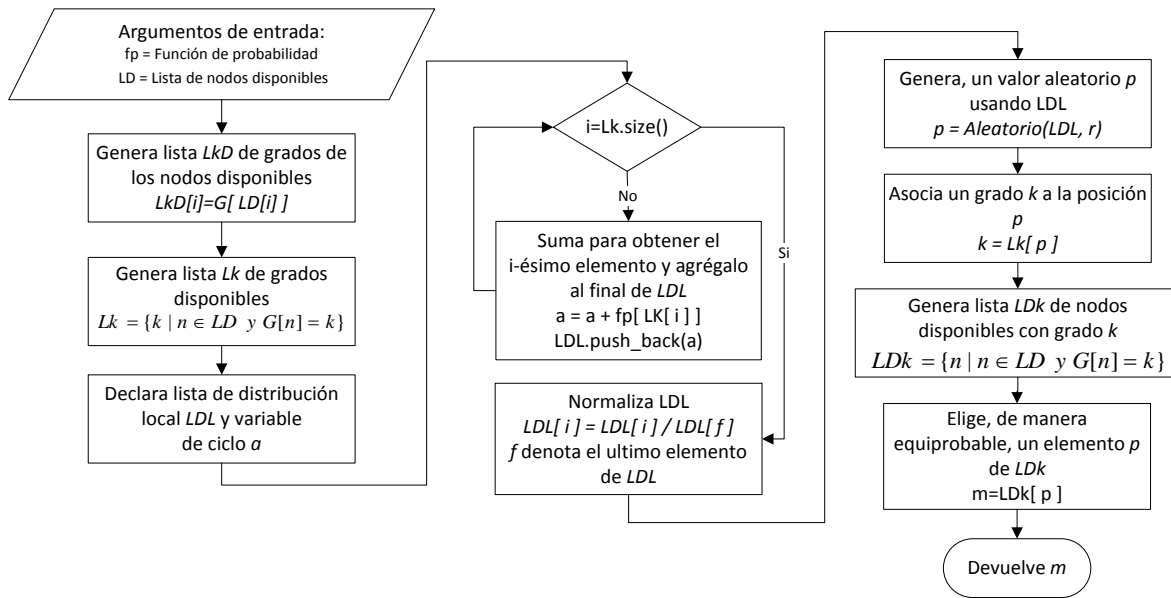 Argumentos de entrada:
fp = Función de probabilidad
LD = Lista de nodos disponibles
Genera lista LkD de grados de
los nodos disponibles
LkD[i]=G[ LD[i] ]
Genera lista Lk de grados
disponibles
Lk = {k | n ∈ LD y G[n] = k}
Declara lista de distribución
local LDL y variable
de ciclo a
i=Lk.size()
No
Si
Suma para obtener el
i-ésimo elemento y agrégalo
al final de LDL
a = a + fp[ LK[ i ] ]
LDL.push_back(a)
Normaliza LDL
LDL[ i ] = LDL[ i ] / LDL[ f ]
f denota el ultimo elemento
de LDL
Genera, un valor aleatorio p
usando LDL
p = Aleatorio(LDL, r)
Asocia un grado k a la posición
p
k = Lk[ p ]
Genera lista LDk de nodos
disponibles con grado k
LDk = {n | n ∈ LD y G[n] = k}
Elige, de manera
equiprobable, un elemento p
de LDk
m=LDk[ p ]
Devuelve m